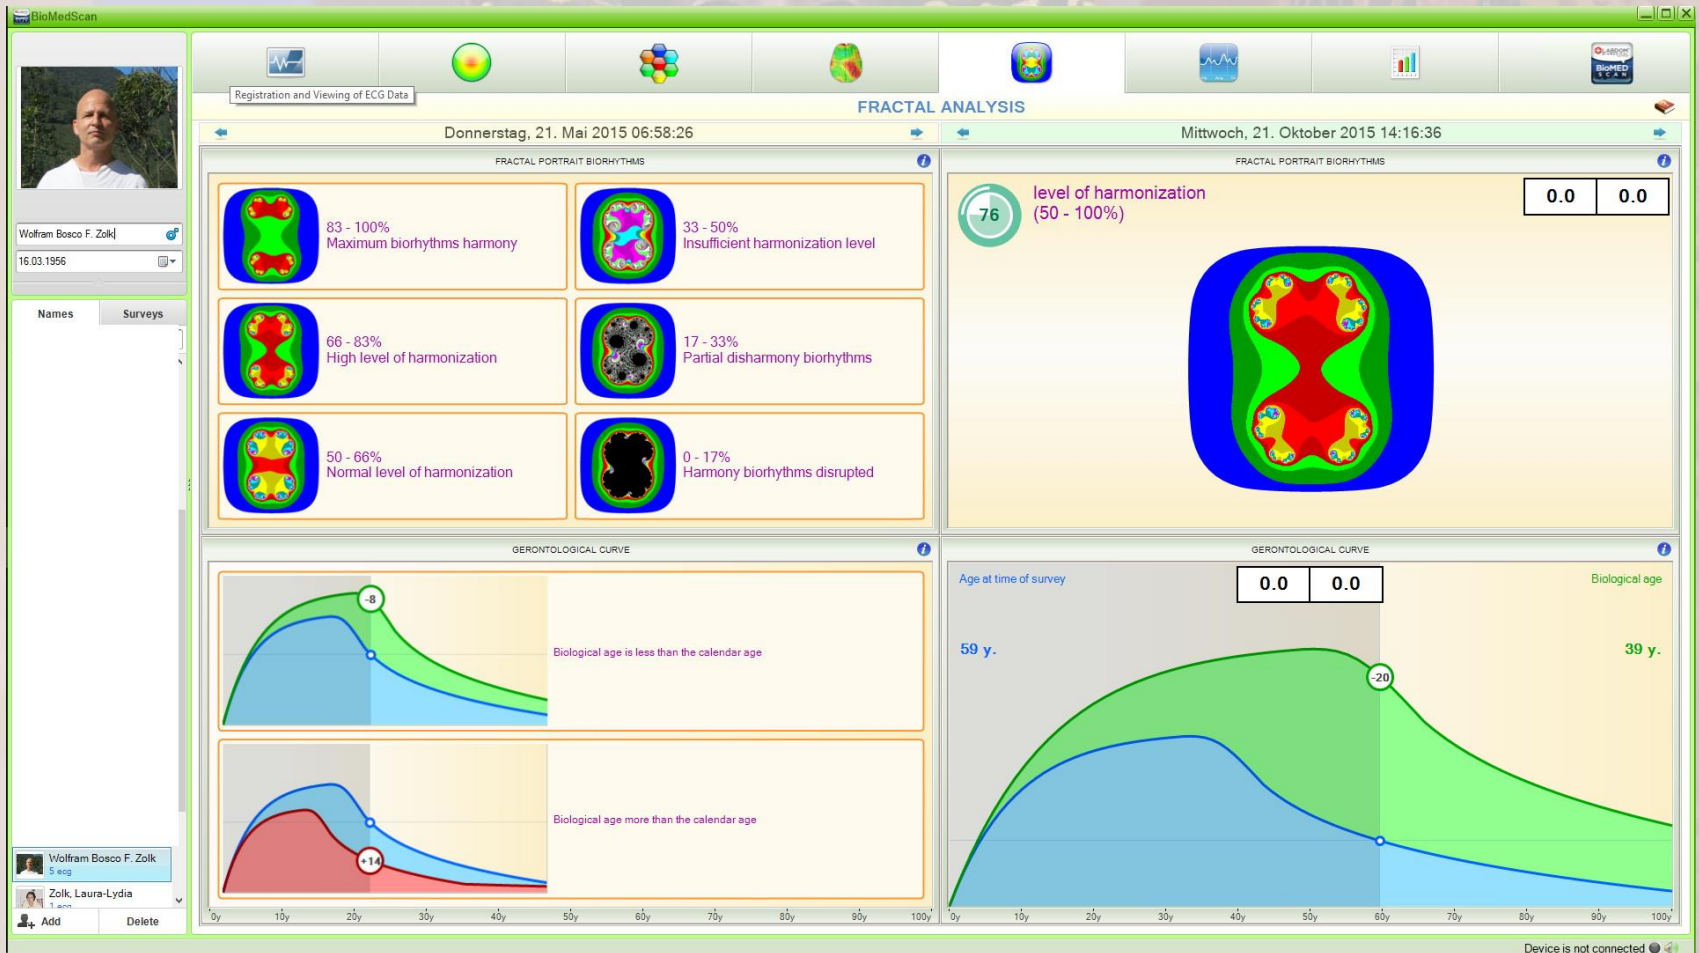 BioMedScan
LABDOM
BioMED
SCAN
Registration and Viewing of ECG Data
FRACTAL ANALYSIS
Wolfram Bosco F. Zolk
16.03.1956
Names
Surveys
Wolfram Bosco F. Zolk
5 ecg
Zolk, Laura-Lydia
1 ecg
Add
Delete
Donnerstag, 21. Mai 2015 06:58:26
FRACTAL PORTRAIT BIORHYTHMS
83 - 100%
Maximum biorhythms harmony
33 - 50%
Insufficient harmonization level
66 - 83%
High level of harmonization
17 - 33%
Partial disharmony biorhythms
50 - 66%
Normal level of harmonization
0 - 17%
Harmony biorhythms disrupted
GERONTOLOGICAL CURVE
-8
Biological age is less than the calendar age
+14
Biological age more than the calendar age
0y 10y 20y 30y 40y 50y 60y 70y 80y 90y 100y
Mittwoch, 21. Oktober 2015 14:16:36
FRACTAL PORTRAIT BIORHYTHMS
76
level of harmonization
(50 - 100%)
0.0 0.0
GERONTOLOGICAL CURVE
Age at time of survey
0.0 0.0
Biological age
59 y.
39 y.
-20
0y 10y 20y 30y 40y 50y 60y 70y 80y 90y 100y
Device is not connected